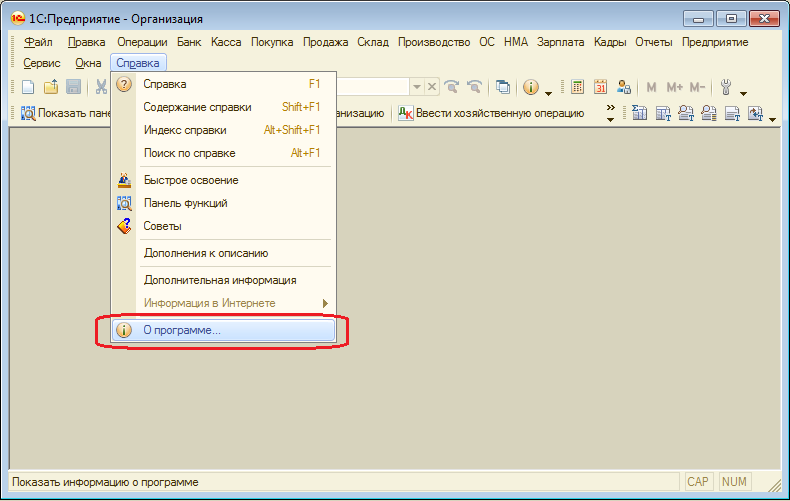 1С:Предприятие - Организация
Файл Правка Операции Банк Касса Покупка Продажа Склад Производство ОС НМА Зарплата Кадры Отчеты Предприятие
Сервис Окна Справка
M M+ M-
Показать пане
анизацию Ввести хозяйственную операцию
Справка F1
Содержание справки Shift+F1
Индекс справки Alt+Shift+F1
Поиск по справке Alt+F1
Быстрое освоение
Панель функций
Советы
Дополнения к описанию
Дополнительная информация
Информация в Интернете
О программе...
Показать информацию о программе
CAP NUM